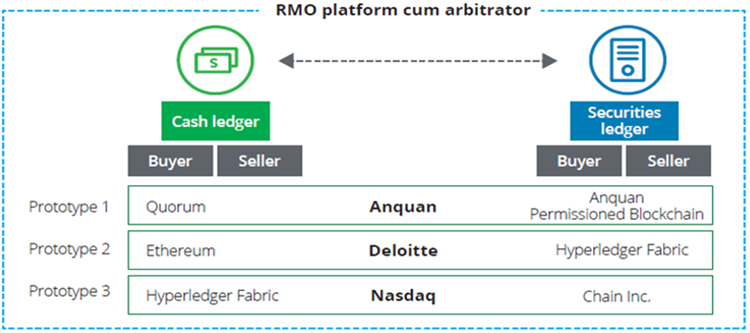 RMO platform cum arbitrator
$
Cash ledger
Securities
ledger
Buyer Seller
Buyer Seller
Prototype 1 Quorum Anquan Anquan
Permissioned Blockchain
Prototype 2 Ethereum Deloitte Hyperledger Fabric
Prototype 3 Hyperledger Fabric Nasdaq Chain Inc.